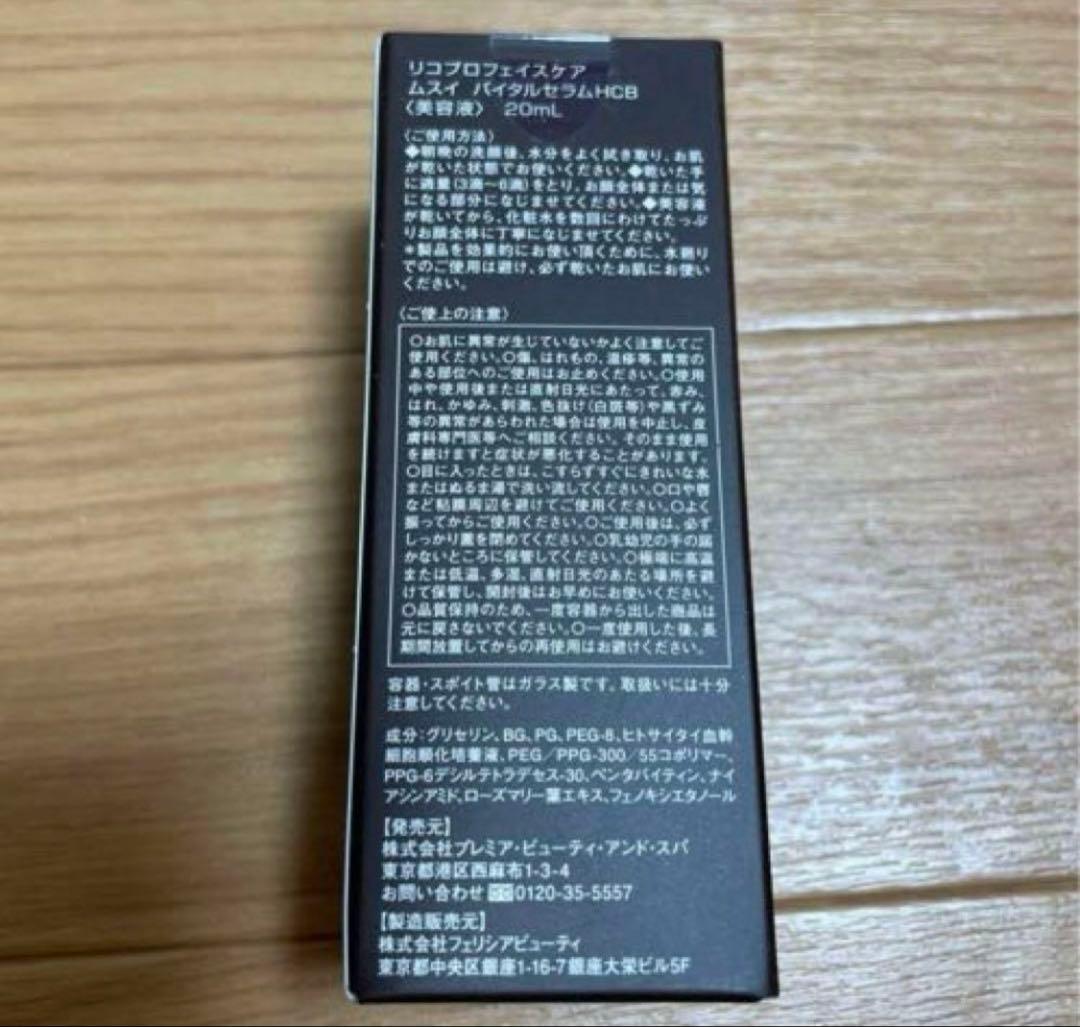 リコプロフェイスケア
ムスイ バイタルセラムHCB
〈美容液〉 20mL
〈ご使用方法〉
◆朝晩の洗顔後、水分をよく拭き取り、お肌
が乾いた状態でお使いください。◆乾いた手
に適量(3滴〜6滴)をとり、お顔全体または気
になる部分になじませてください。◆美容液
が乾いてから、化粧水を数回にわけてたっぷ
りお顔全体に丁寧になじませてください。
*製品を効果的にお使い頂くために、水廻り
でのご使用は避け、必ず乾いたお肌にお使い
ください。
〈ご使上の注意〉
○お肌に異常が生じていないかよく注意してご
使用ください。○傷、はれもの、湿疹等、異常の
ある部位へのご使用はお止めください。○使用
中や使用後または直射日光にあたって、赤み、
はれ、かゆみ、刺激、色抜け(白斑等)や黒ずみ
等の異常があらわれた場合は使用を中止し、皮
膚科専門医等へご相談ください。そのまま使用
を続けますと症状が悪化することがあります。
○目に入ったときは、こすらずすぐにきれいな水
またはぬるま湯で洗い流してください。○口や唇
など粘膜周辺を避けてご使用ください。○よく
振ってからご使用ください。○ご使用後は、必ず
しっかり蓋を閉めてください。○乳幼児の手の届
かないところに保管してください。○極端に高温
または低温、多湿、直射日光のあたる場所を避
けて保管し、開封後はお早めにお使いください。
○品質保持のため、一度容器から出した商品は
元に戻さないでください。○一度使用した後、長
期間放置してからの再使用はお避けください。
容器・スポイト管はガラス製です。取扱いには十分
注意してください。
成分:グリセリン、BG、PG、PEG-8、ヒトサイタイ血幹
細胞順化培養液、PEG/PPG-300/55コポリマー、
PPG-6デシルテトラデセス-30、ペンタバイティン、ナイ
アシンアミド、ローズマリー葉エキス、フェノキシエタノール
【発売元】
株式会社プレミア・ビューティ・アンド・スパ
東京都港区西麻布1-3-4
お問い合わせ 0120-35-5557
【製造販売元】
株式会社フェリシアビューティ
東京都中央区銀座1-16-7銀座大栄ビル5F